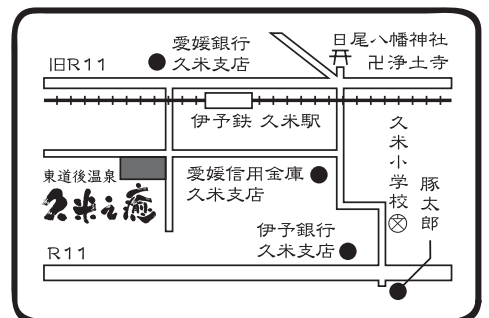 愛媛銀行
久米支店
日尾八幡神社
卍浄土寺
旧R11
伊予鉄 久米駅
久米小学校
豚太郎
東道後温泉
久米之癒
愛媛信用金庫
久米支店
伊予銀行
久米支店
R11